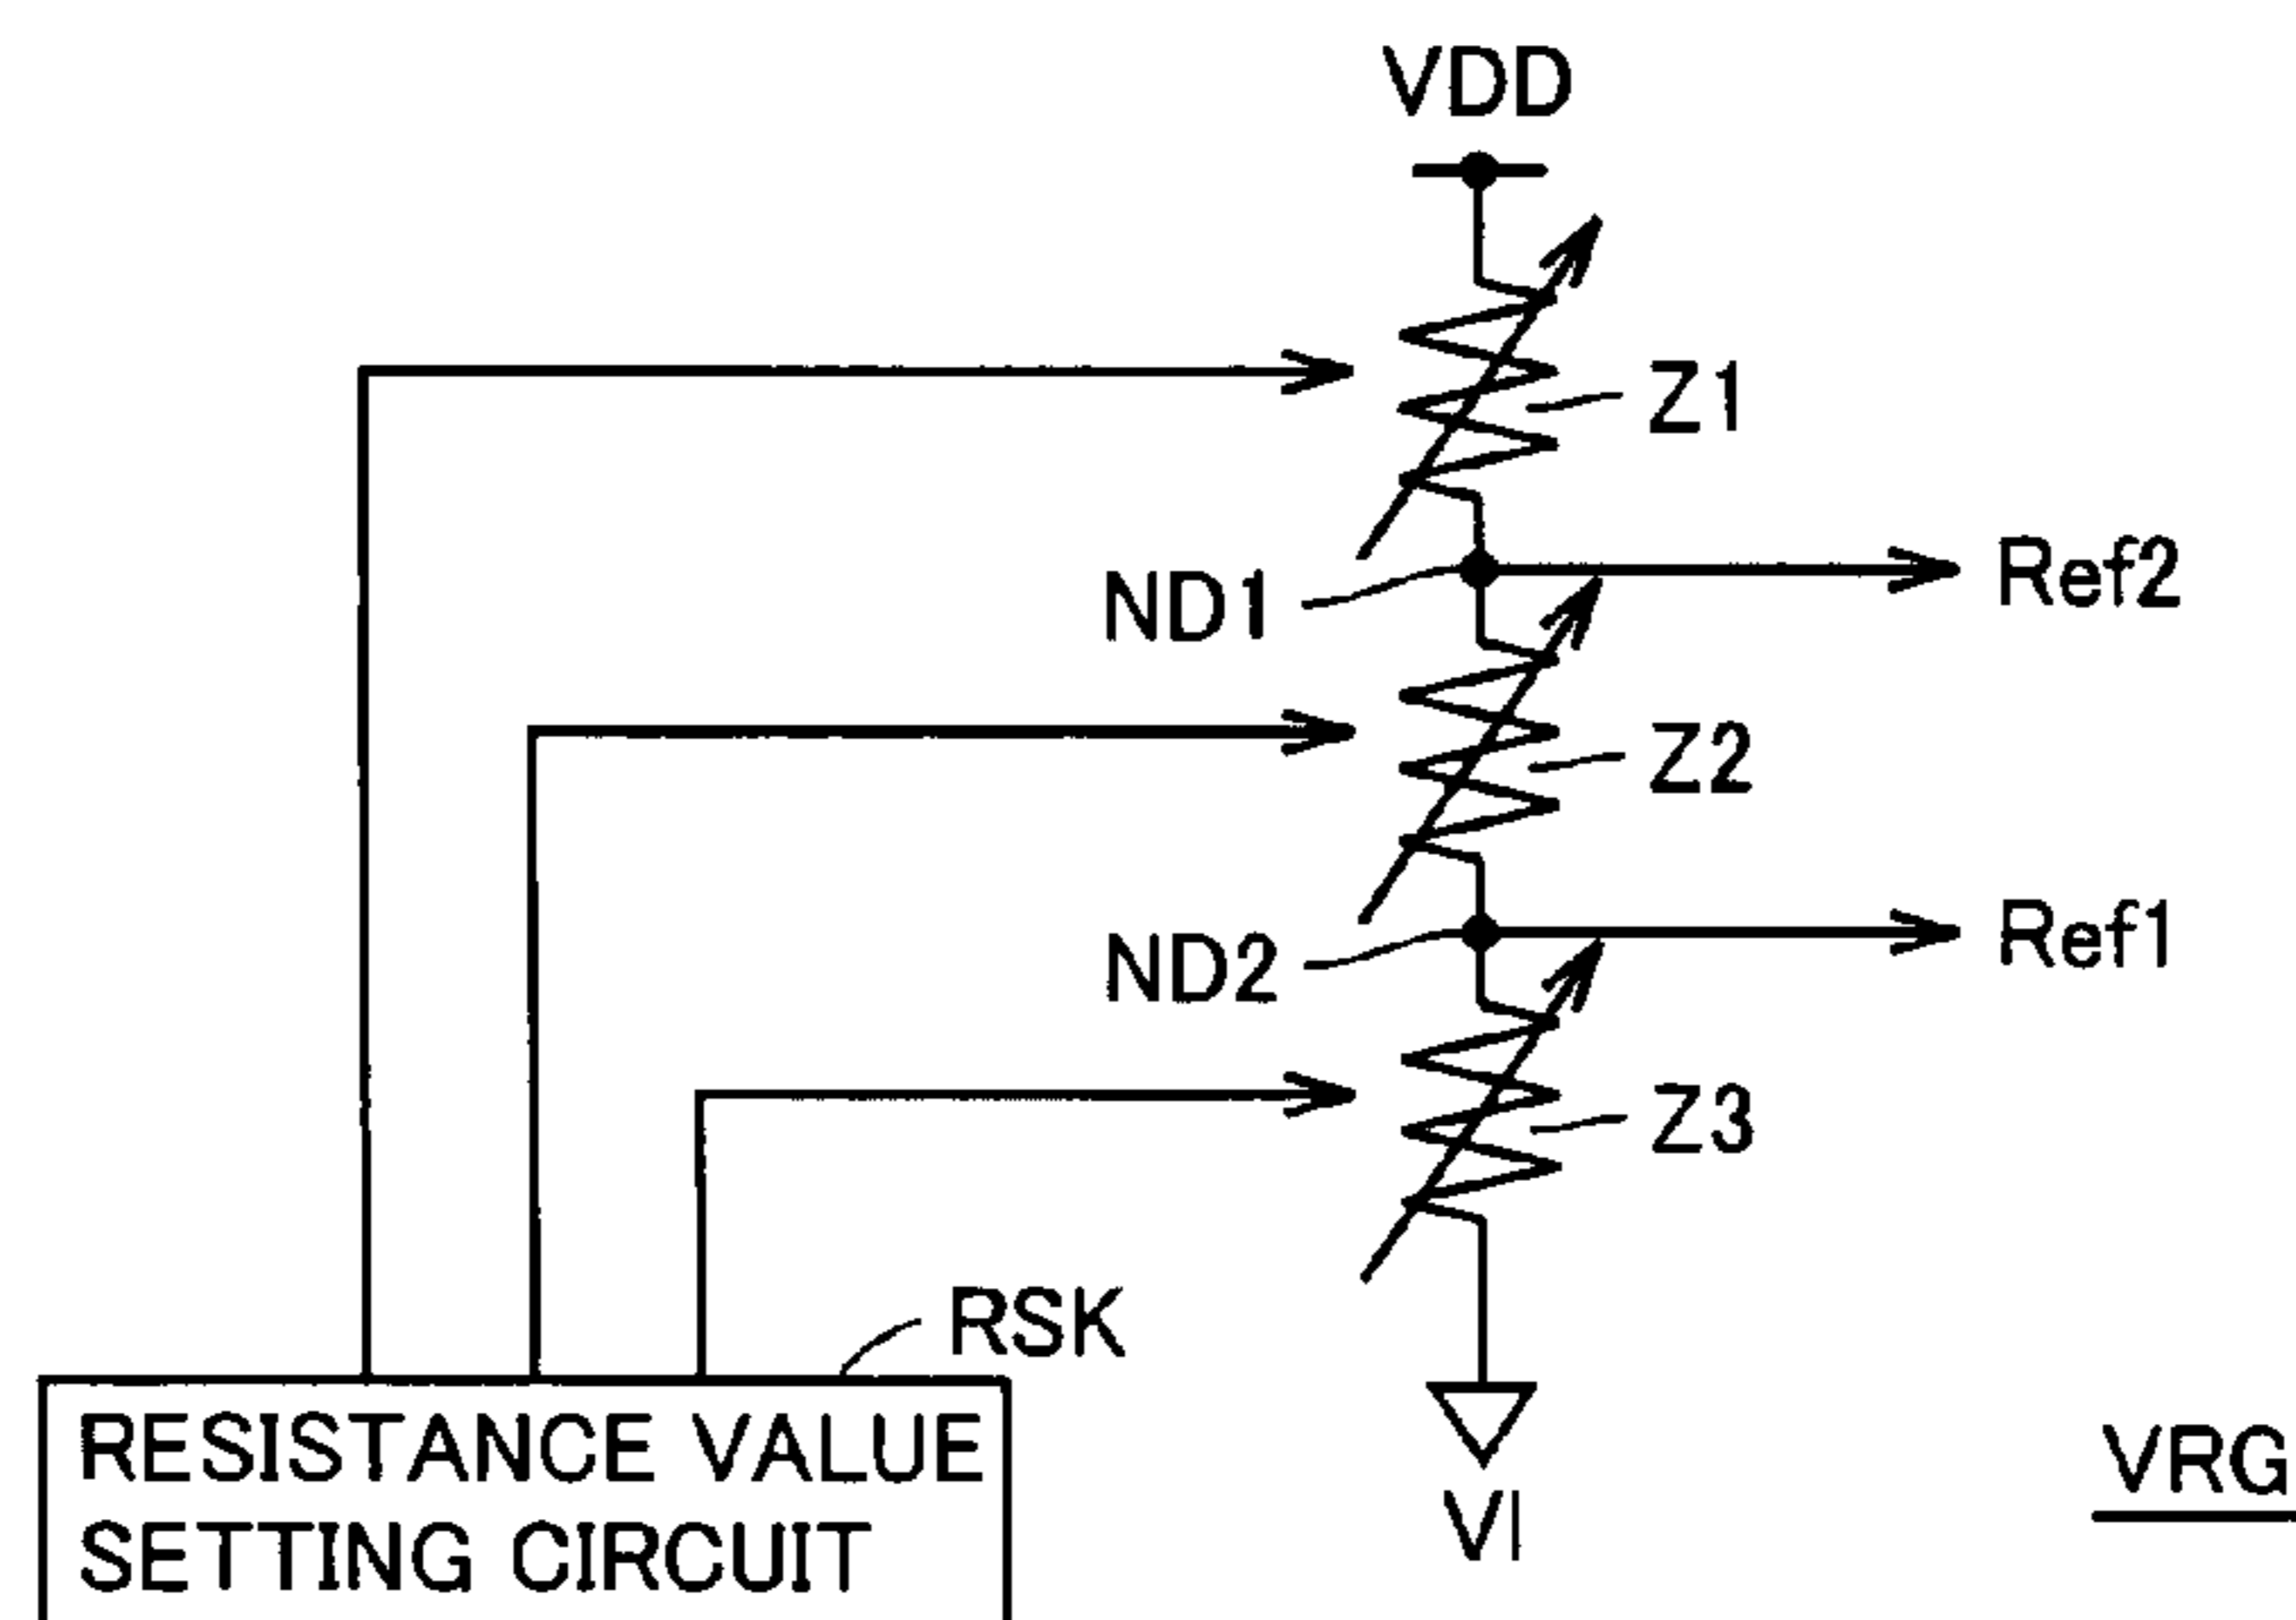 VDD
Z1
ND1
Ref2
Z2
ND2
Ref1
Z3
RSK
RESISTANCE VALUE
SETTING CIRCUIT
VI
VRG